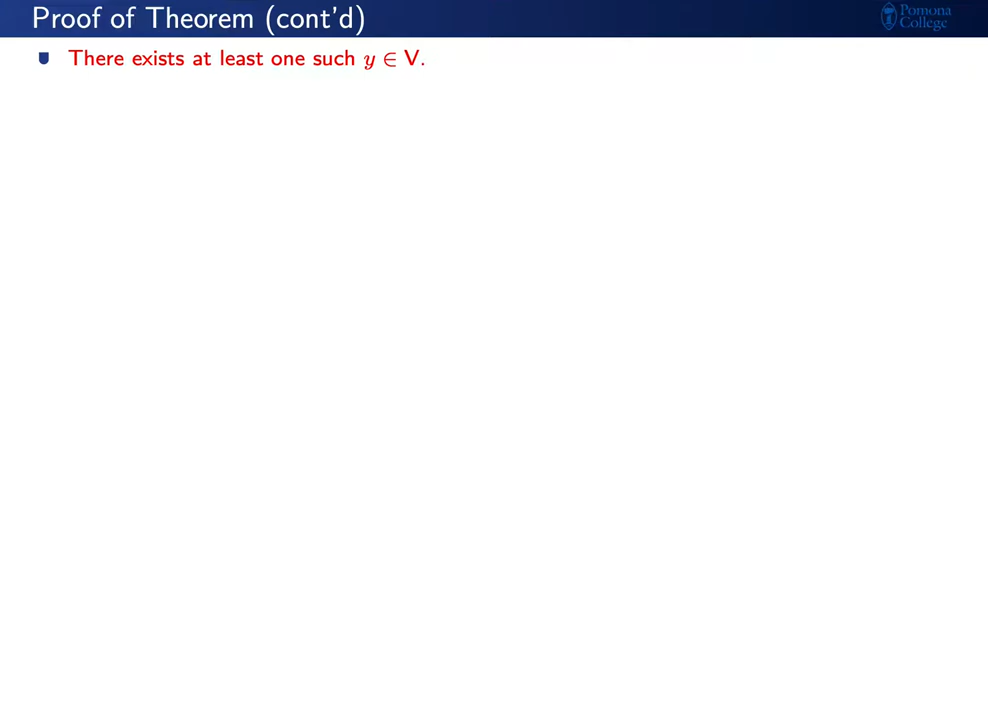 Proof of Theorem (cont'd)
Pomona
College
There exists at least one such y ∈ V.